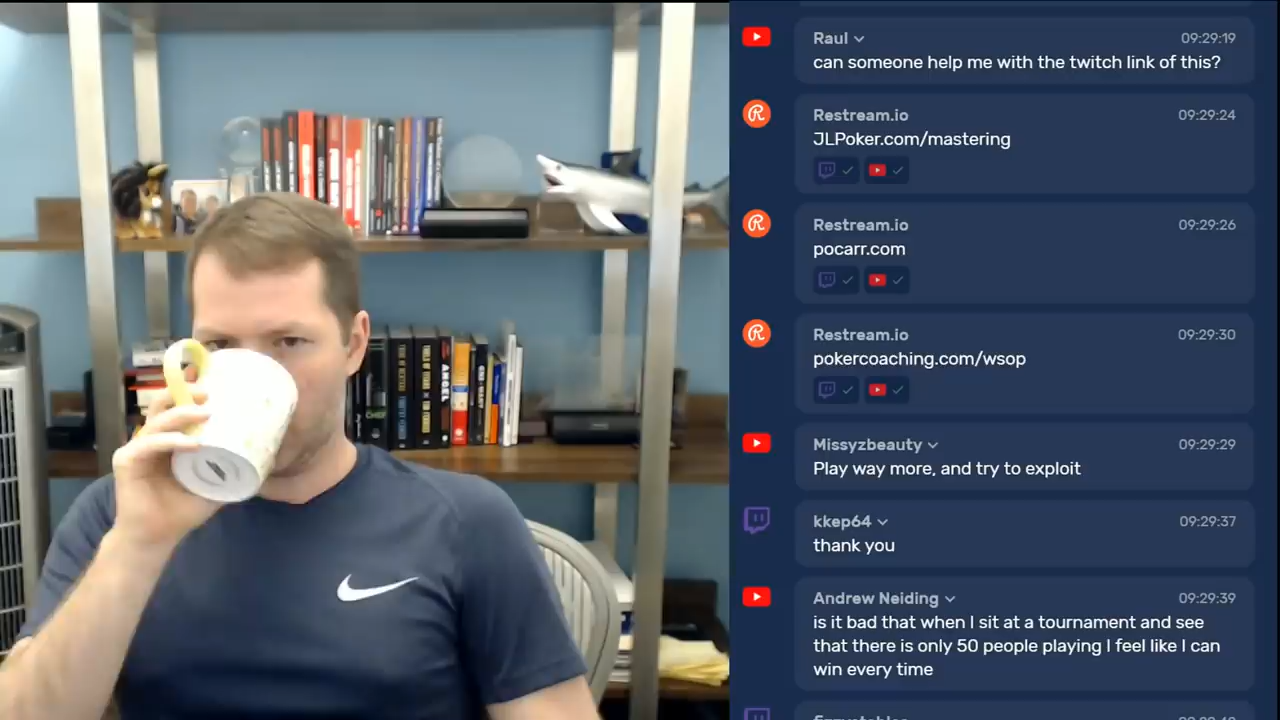 Raul
09:29:19
can someone help me with the twitch link of this?
Restream.io
09:29:24
JLPoker.com/mastering
Restream.io
09:29:26
pocarr.com
Restream.io
09:29:30
pokercoaching.com/wsop
Missyzbeauty
09:29:29
Play way more, and try to exploit
kkep64
09:29:37
thank you
Andrew Neiding
09:29:39
is it bad that when I sit at a tournament and see
that there is only 50 people playing I feel like I can
win every time
ANGEL